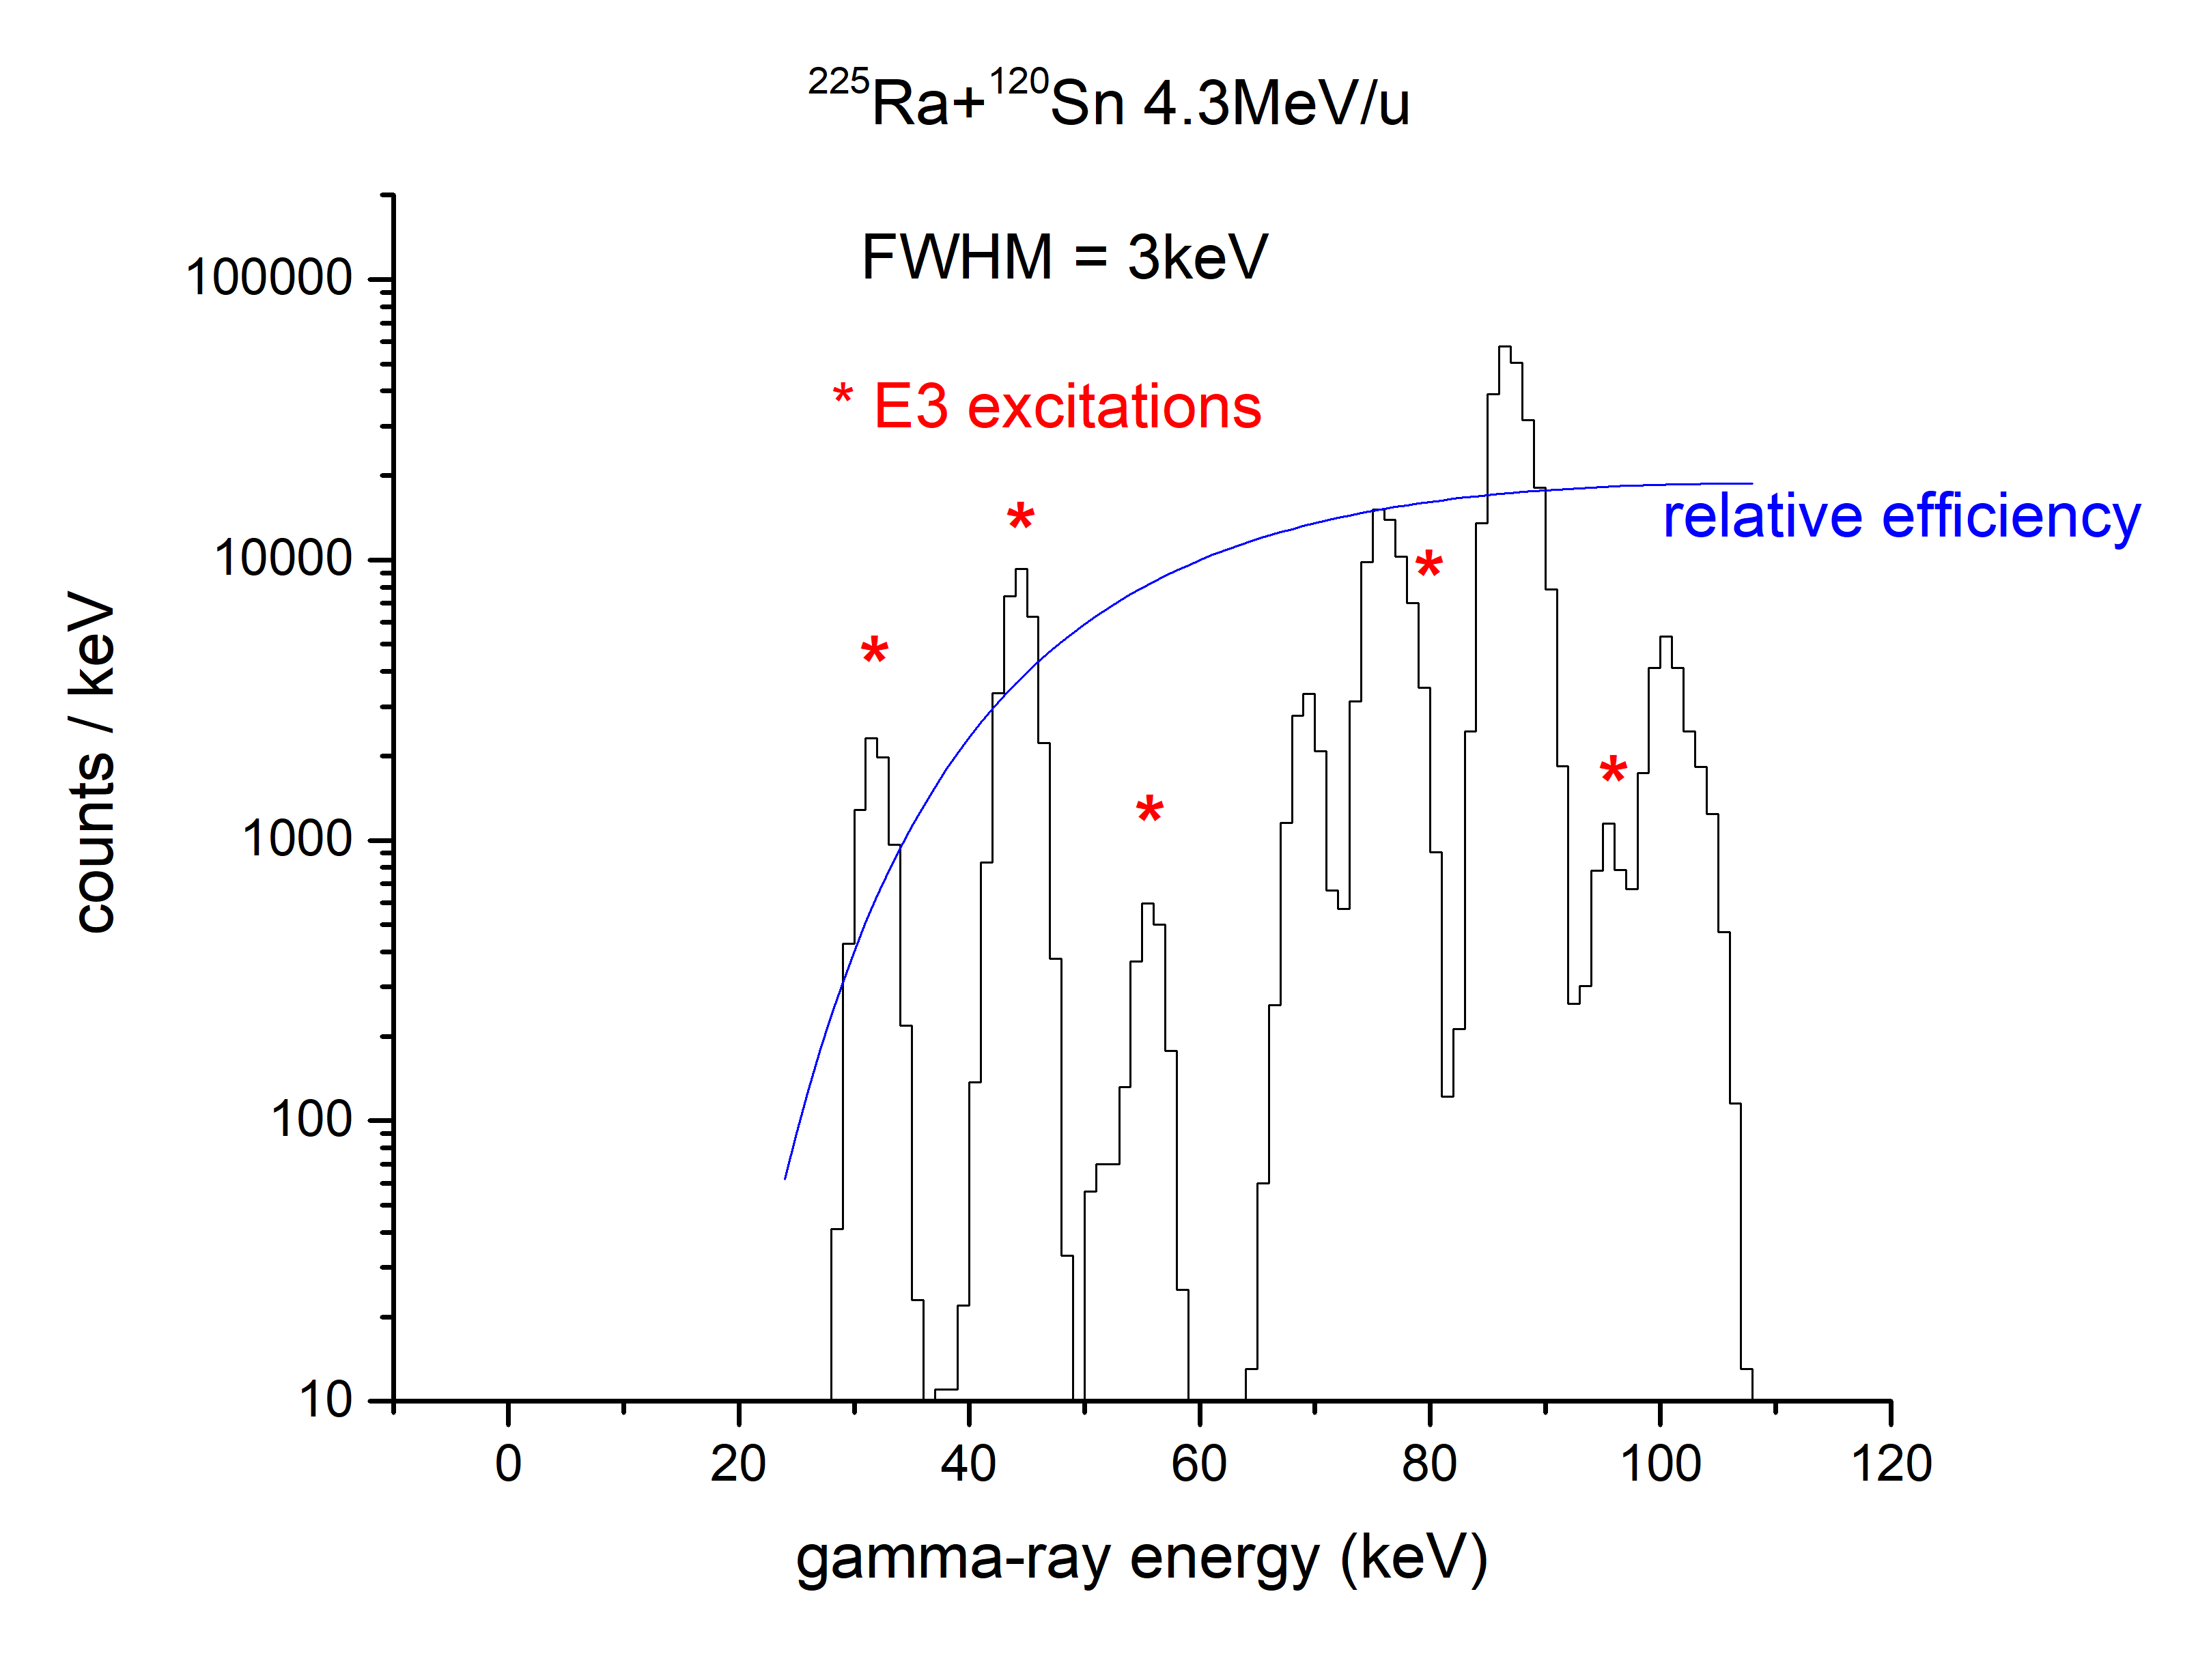 ²²⁵Ra+¹²⁰Sn 4.3MeV/u
FWHM = 3keV
* E3 excitations
relative efficiency
counts / keV
100000
10000
1000
100
10
0 20 40 60 80 100 120
gamma-ray energy (keV)